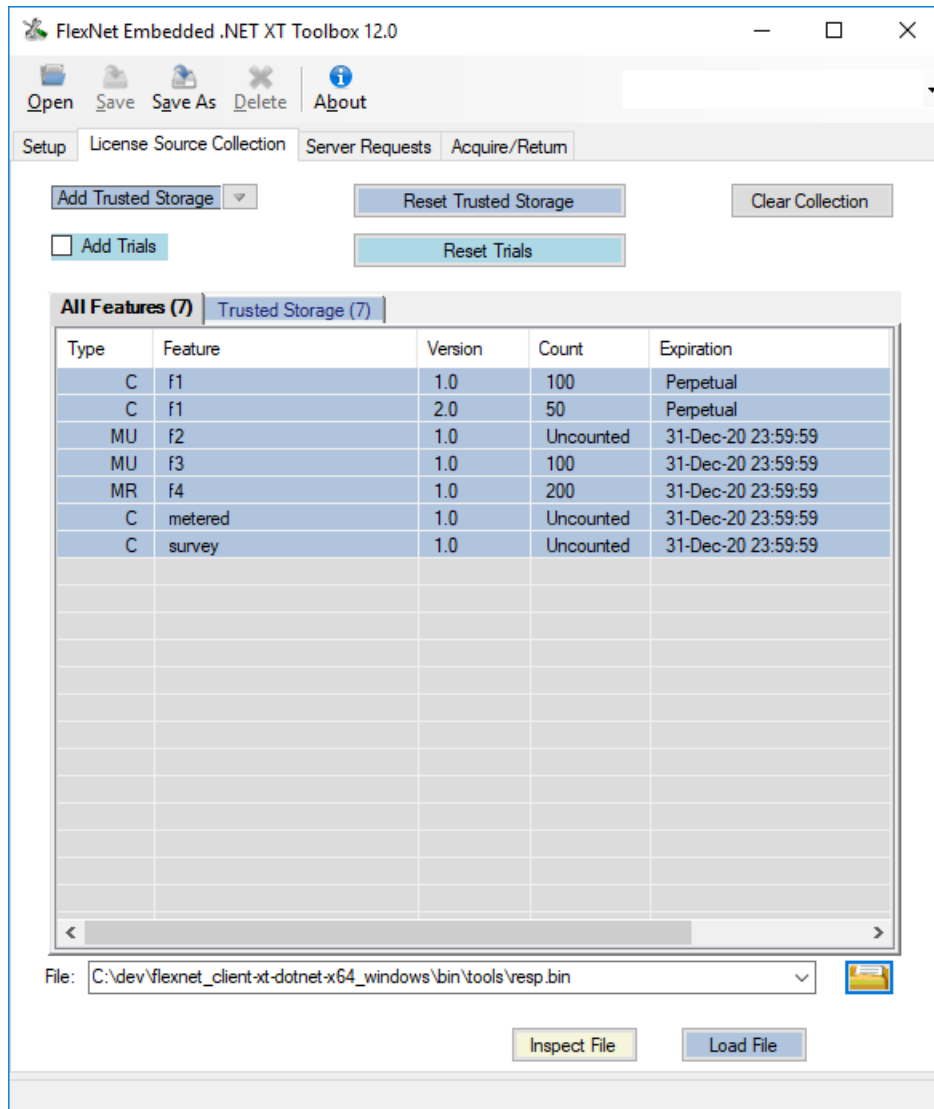 FlexNet Embedded .NET XT Toolbox 12.0
Open Save Save As Delete About
Setup License Source Collection Server Requests Acquire/Return
Add Trusted Storage Reset Trusted Storage Clear Collection
Add Trials Reset Trials
All Features (7) Trusted Storage (7)
Type Feature Version Count Expiration
C f1 1.0 100 Perpetual
C f1 2.0 50 Perpetual
MU f2 1.0 Uncounted 31-Dec-20 23:59:59
MU f3 1.0 100 31-Dec-20 23:59:59
MR f4 1.0 200 31-Dec-20 23:59:59
C metered 1.0 Uncounted 31-Dec-20 23:59:59
C survey 1.0 Uncounted 31-Dec-20 23:59:59
File: C:\dev\flexnet_client-xt-dotnet-x64_windows\bin\tools\resp.bin
Inspect File Load File